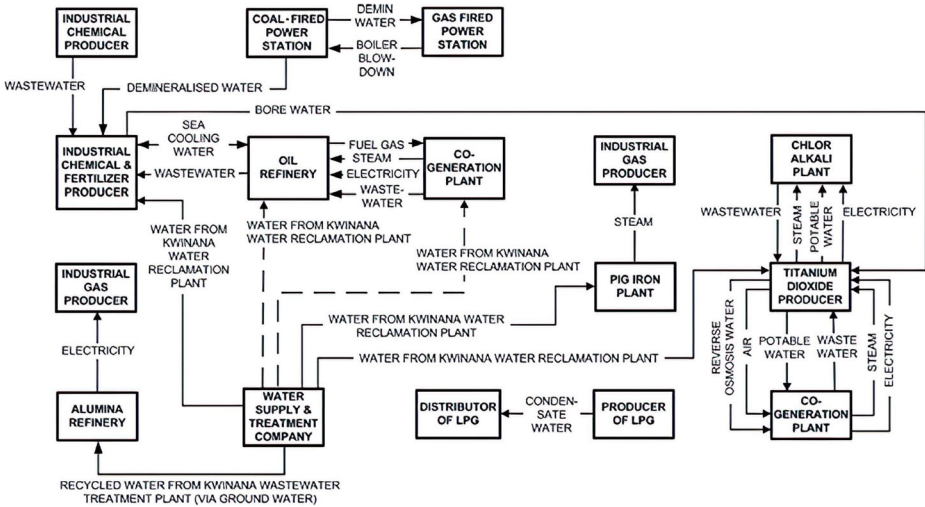 INDUSTRIAL
CHEMICAL
PRODUCER
COAL-FIRED
POWER
STATION
DEMIN
WATER
BOILER
BLOW-
DOWN
GAS FIRED
POWER
STATION
WASTEWATER
DEMINERALISED WATER
BORE WATER
INDUSTRIAL
CHEMICAL &
FERTILIZER
PRODUCER
SEA
COOLING
WATER
WASTEWATER
OIL
REFINERY
FUEL GAS
STEAM
ELECTRICITY
WASTE-
WATER
CO-
GENERATION
PLANT
INDUSTRIAL
GAS
PRODUCER
CHLOR
ALKALI
PLANT
WASTEWATER
STEAM
POTABLE
WATER
ELECTRICITY
STEAM
WATER FROM
KWINANA
WATER
RECLAMATION
PLANT
WATER FROM KWINANA
WATER RECLAMATION PLANT
WATER FROM KWINANA
WATER RECLAMATION PLANT
INDUSTRIAL
GAS
PRODUCER
PIG IRON
PLANT
TITANIUM
DIOXIDE
PRODUCER
WATER FROM KWINANA WATER
RECLAMATION PLANT
WATER FROM KWINANA WATER RECLAMATION PLANT
ELECTRICITY
REVERSE
OSMOSIS WATER
AIR
POTABLE
WATER
WASTE
WATER
STEAM
ELECTRICITY
ALUMINA
REFINERY
WATER
SUPPLY &
TREATMENT
COMPANY
DISTRIBUTOR
OF LPG
CONDEN-
SATE
WATER
PRODUCER
OF LPG
CO-
GENERATION
PLANT
RECYCLED WATER FROM KWINANA WASTEWATER
TREATMENT PLANT (VIA GROUND WATER)